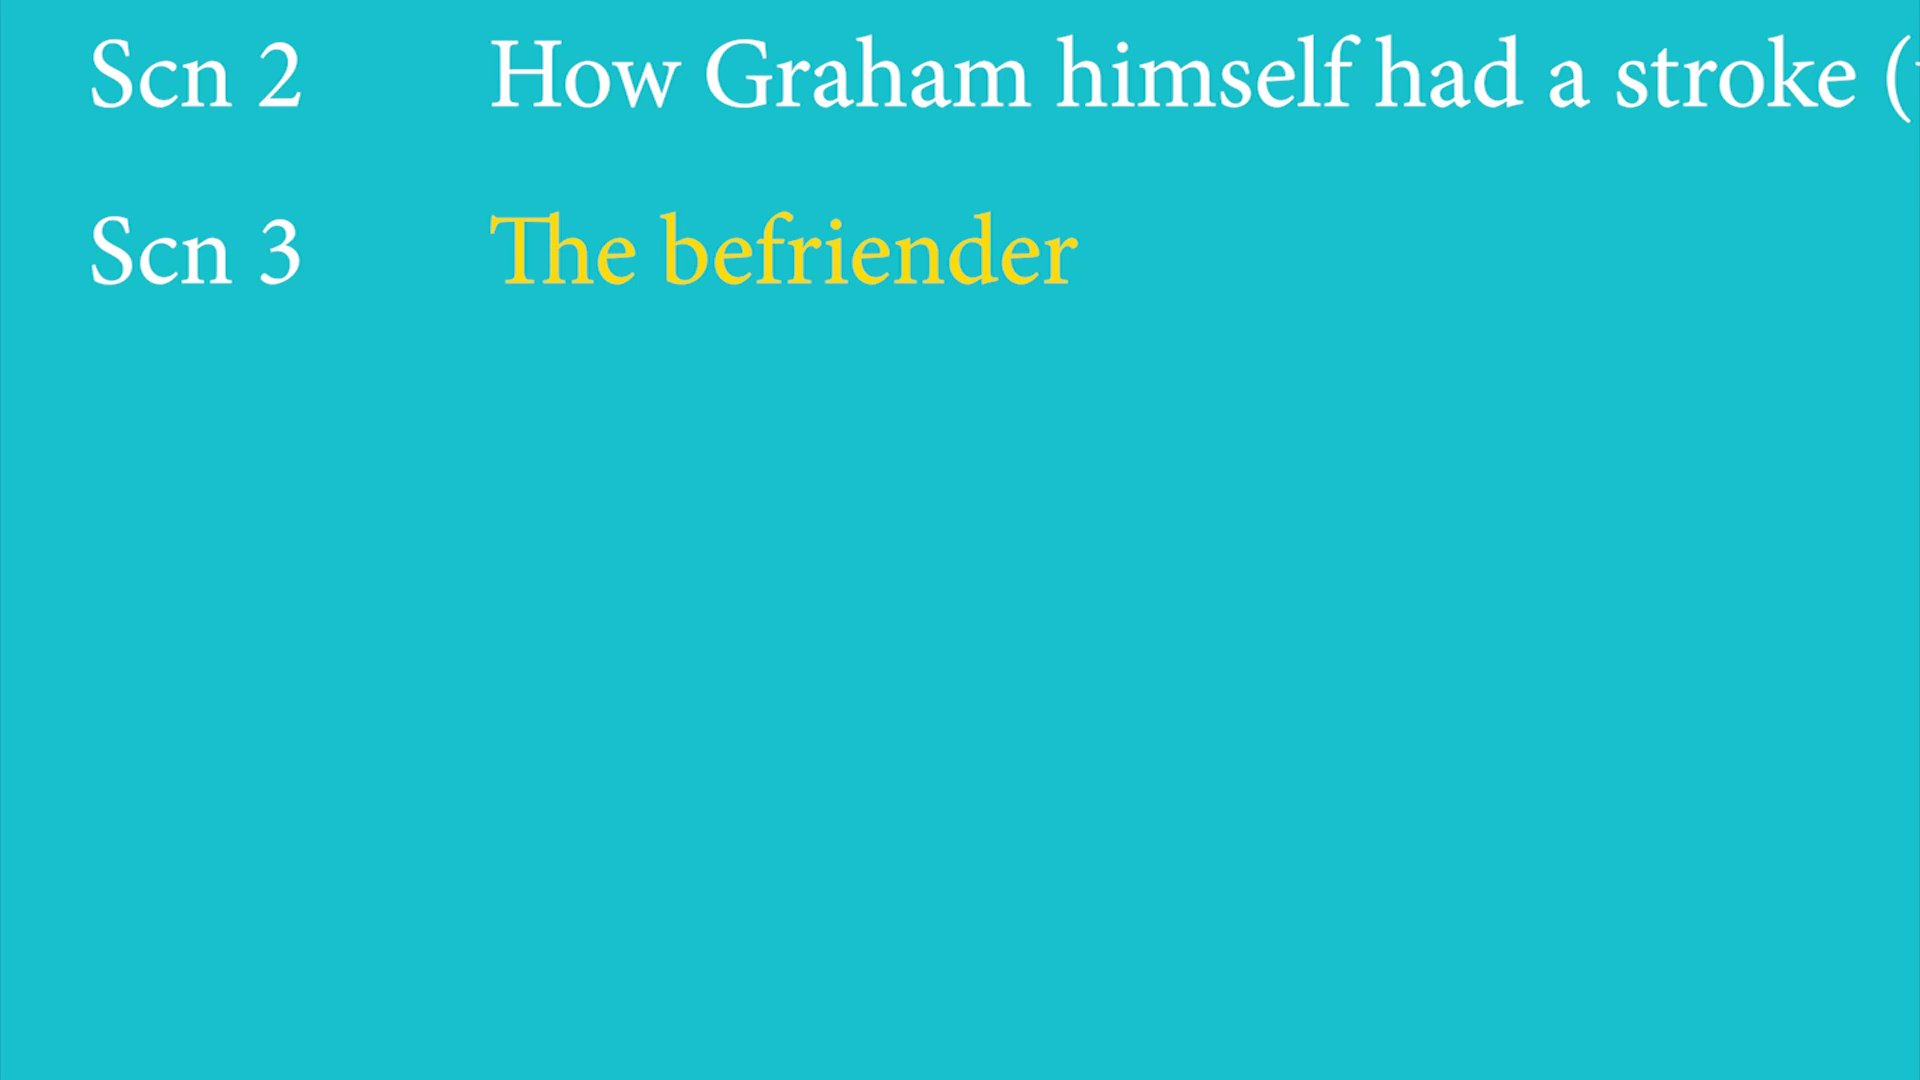 Scn 2 How Graham himself had a stroke (
Scn 3 The befriender